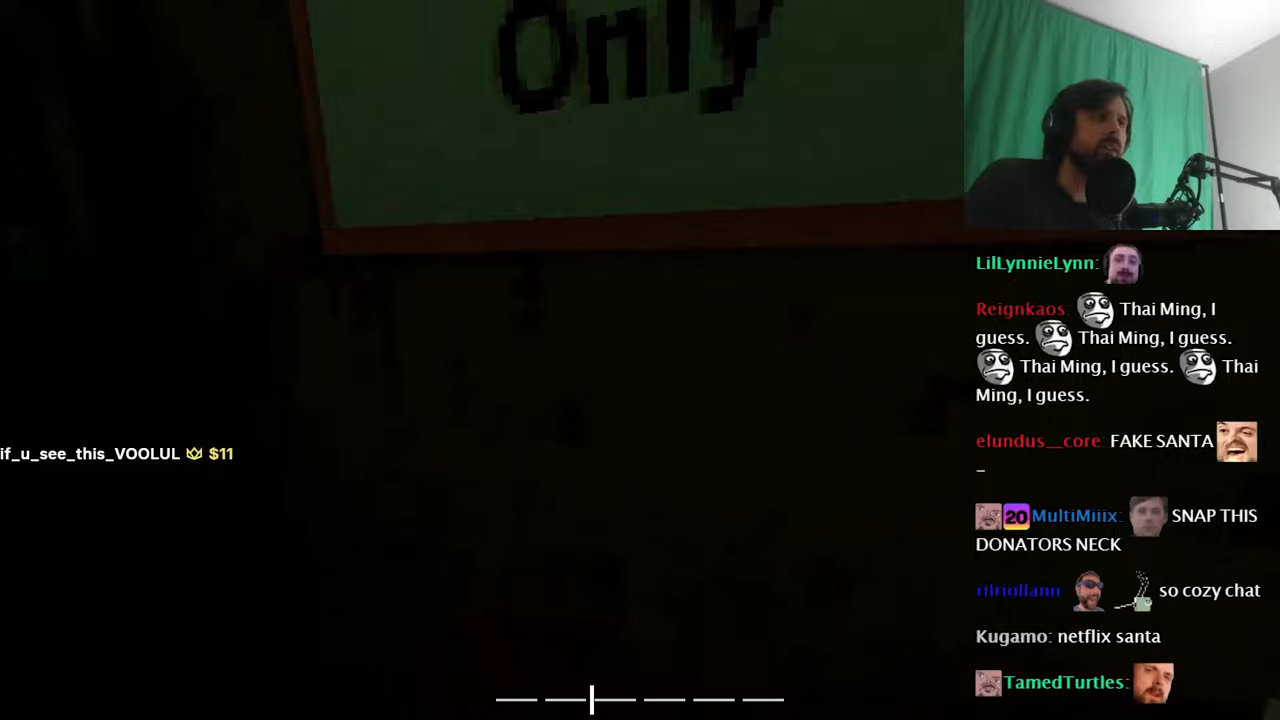 Only
if_u_see_this_VOOLUL $11
LilLynnieLynn:
Reignkaos: Thai Ming, I
guess. Thai Ming, I guess.
Thai Ming, I guess. Thai
Ming, I guess.
elundus__core: FAKE SANTA
_
20 MultiMiiix: SNAP THIS
DONATORS NECK
so cozy chat
Kugamo: netflix santa
TamedTurtles: